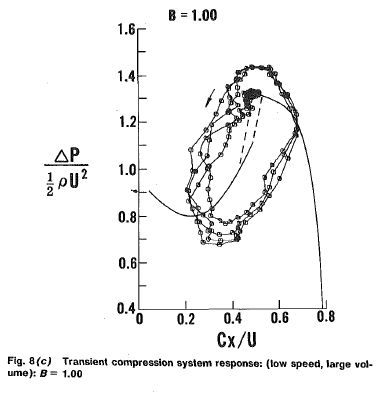 B = 1.00
1.6
1.4
1.2
ΔP
1/2 ρU²
1.0
0.8
0.6
0.4
0 0.2 0.4 0.6 0.8
Cx/U
Fig. 8(c) Transient compression system response: (low speed, large vol-
ume): B = 1.00